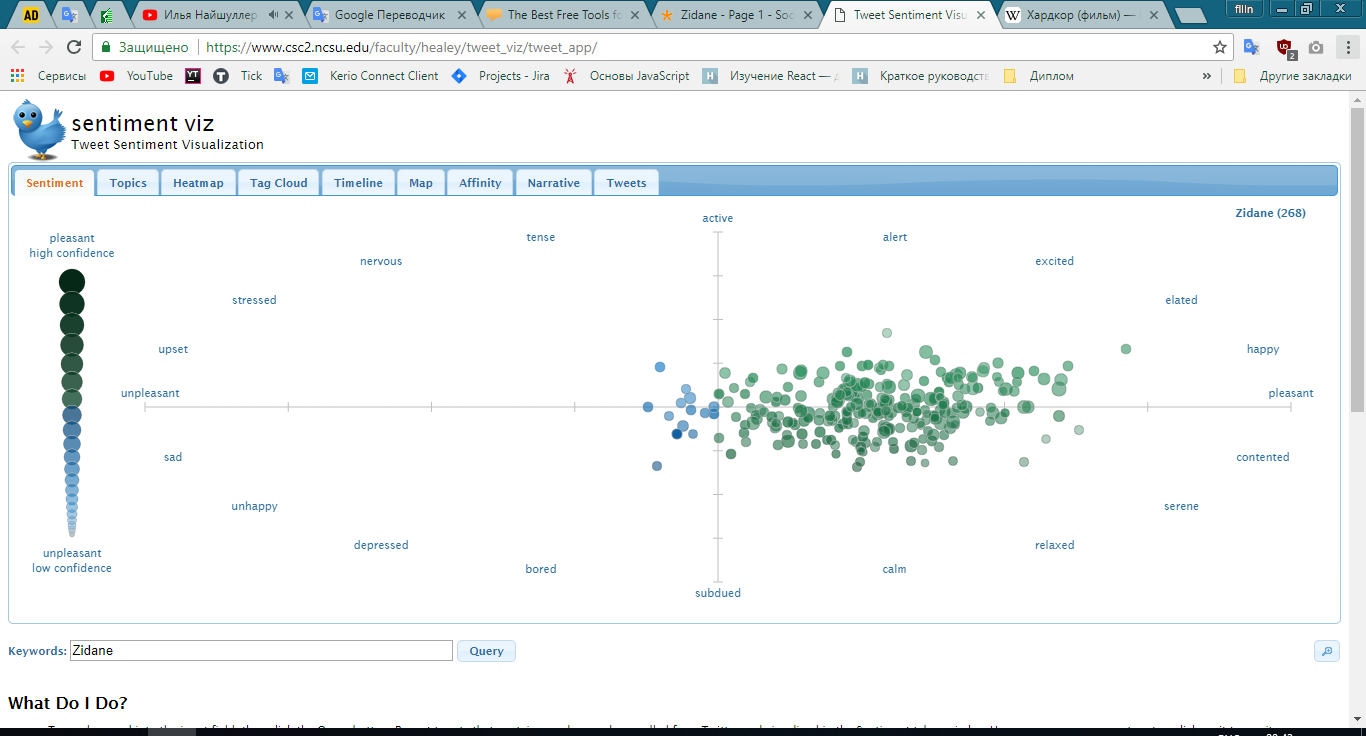 AD
Илья Найшуллер
Google Переводчик
The Best Free Tools fo
Zidane - Page 1 - Soc
Tweet Sentiment Visu
Хардкор (фильм) —
filln
Защищено
https://www.csc2.ncsu.edu/faculty/healey/tweet_viz/tweet_app/
2
Сервисы
YouTube
YT
Tick
Kerio Connect Client
Projects - Jira
Основы JavaScript
H
Изучение React —
H
Краткое руководств
Диплом
»
Другие закладки
sentiment viz
Tweet Sentiment Visualization
Sentiment
Topics
Heatmap
Tag Cloud
Timeline
Map
Affinity
Narrative
Tweets
Zidane (268)
active
tense
alert
pleasant
high confidence
nervous
excited
stressed
elated
upset
happy
unpleasant
pleasant
sad
contented
unhappy
serene
depressed
relaxed
unpleasant
low confidence
bored
calm
subdued
Keywords:
Zidane
Query
What Do I Do?